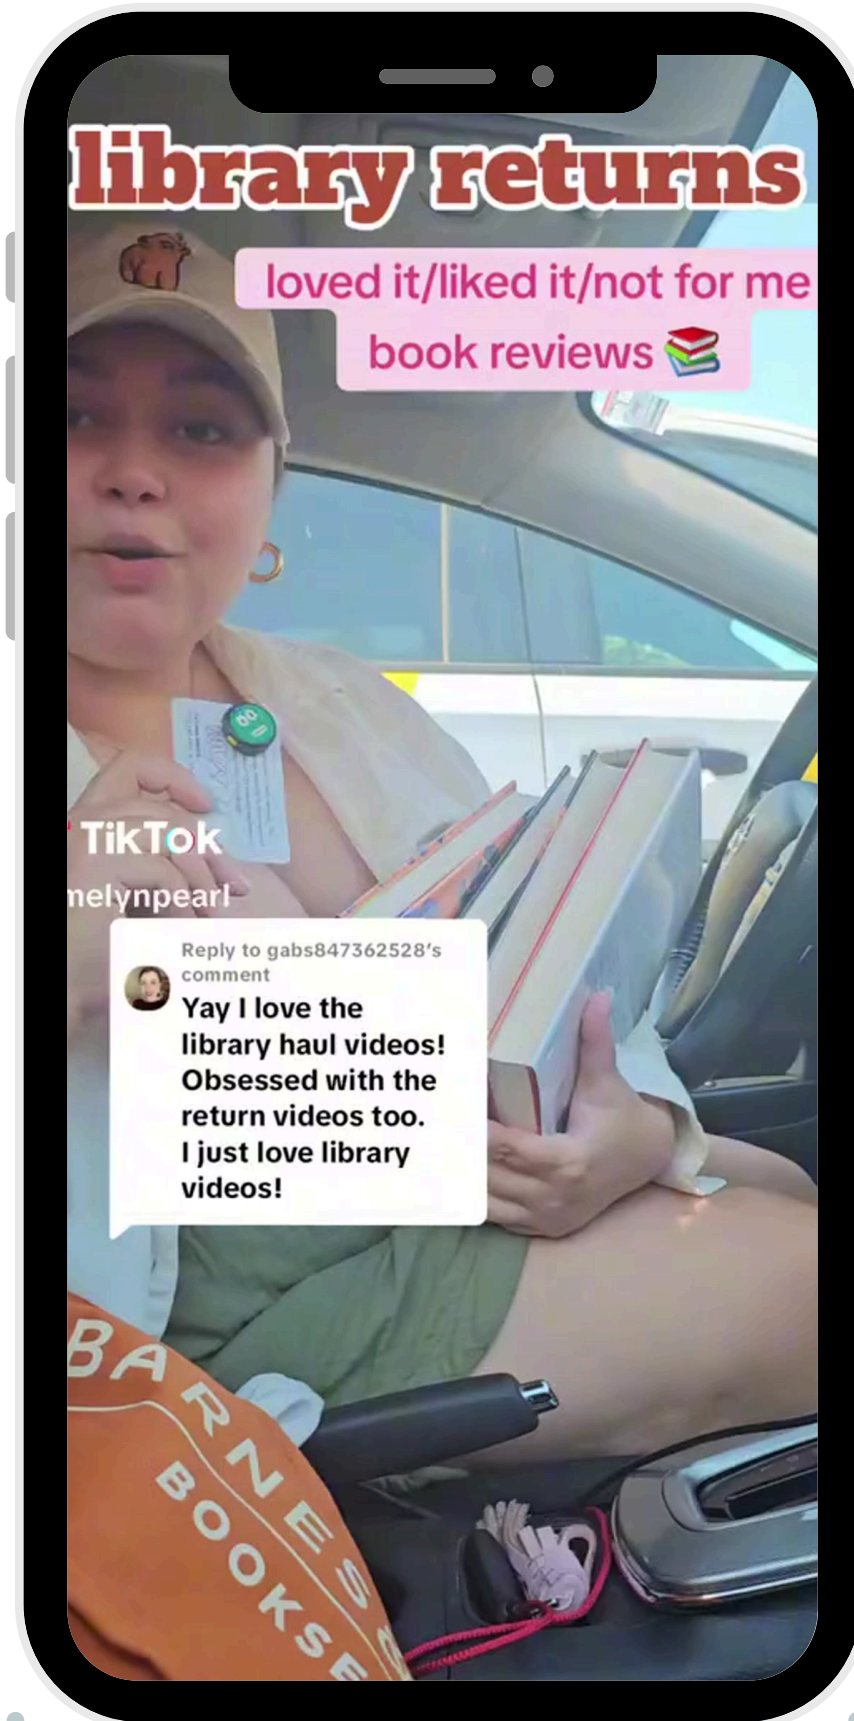 library returns
loved it/liked it/not for me
book reviews
TikTok
melynpearl
Reply to gabs847362528's
comment
Yay I love the
library haul videos!
Obsessed with the
return videos too.
I just love library
videos!
BARNES &
BOOKSE